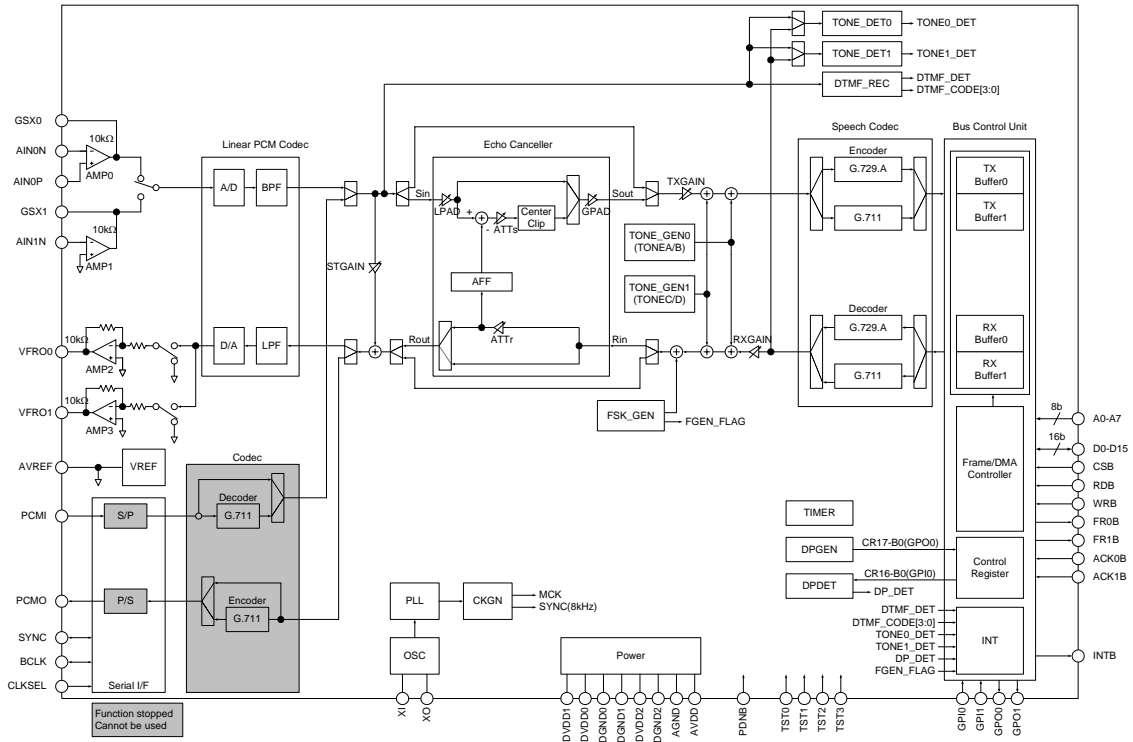 TONE_DET0
TONE0_DET
TONE_DET1
TONE1_DET
DTMF_REC
DTMF_DET
DTMF_CODE[3:0]
GSX0
10kΩ
AIN0N
AMP0
AIN0P
GSX1
10kΩ
AIN1N
AMP1
Linear PCM Codec
A/D
BPF
Echo Canceller
Sin
LPAD
+
-
ATTs
Center
Clip
GPAD
Sout
TXGAIN
Speech Codec
Encoder
G.729.A
G.711
Bus Control Unit
TX
Buffer0
TX
Buffer1
STGAIN
AFF
TONE_GEN0
(TONEA/B)
TONE_GEN1
(TONEC/D)
Decoder
G.729.A
G.711
RX
Buffer0
RX
Buffer1
VFRO0
10kΩ
AMP2
D/A
LPF
Rout
ATTr
Rin
RXGAIN
VFRO1
10kΩ
AMP3
FSK_GEN
FGEN_FLAG
AVREF
VREF
Codec
Frame/DMA
Controller
8b
A0-A7
16b
D0-D15
CSB
RDB
WRB
FR0B
FR1B
ACK0B
ACK1B
PCMI
S/P
Decoder
G.711
TIMER
DPGEN
CR17-B0(GPO0)
DPDET
CR16-B0(GPI0)
DP_DET
Control
Register
PCMO
P/S
Encoder
G.711
PLL
CKGN
MCK
SYNC(8kHz)
OSC
Power
DTMF_DET
DTMF_CODE[3:0]
TONE0_DET
TONE1_DET
DP_DET
FGEN_FLAG
INT
INTB
SYNC
BCLK
CLKSEL
Serial I/F
Function stopped
Cannot be used
XI
XO
DVDD1
DVDD0
DGND0
DGND1
DVDD2
DGND2
AGND
AVDD
PDNB
TST0
TST1
TST2
TST3
GPI0
GPI1
GPO0
GPO1